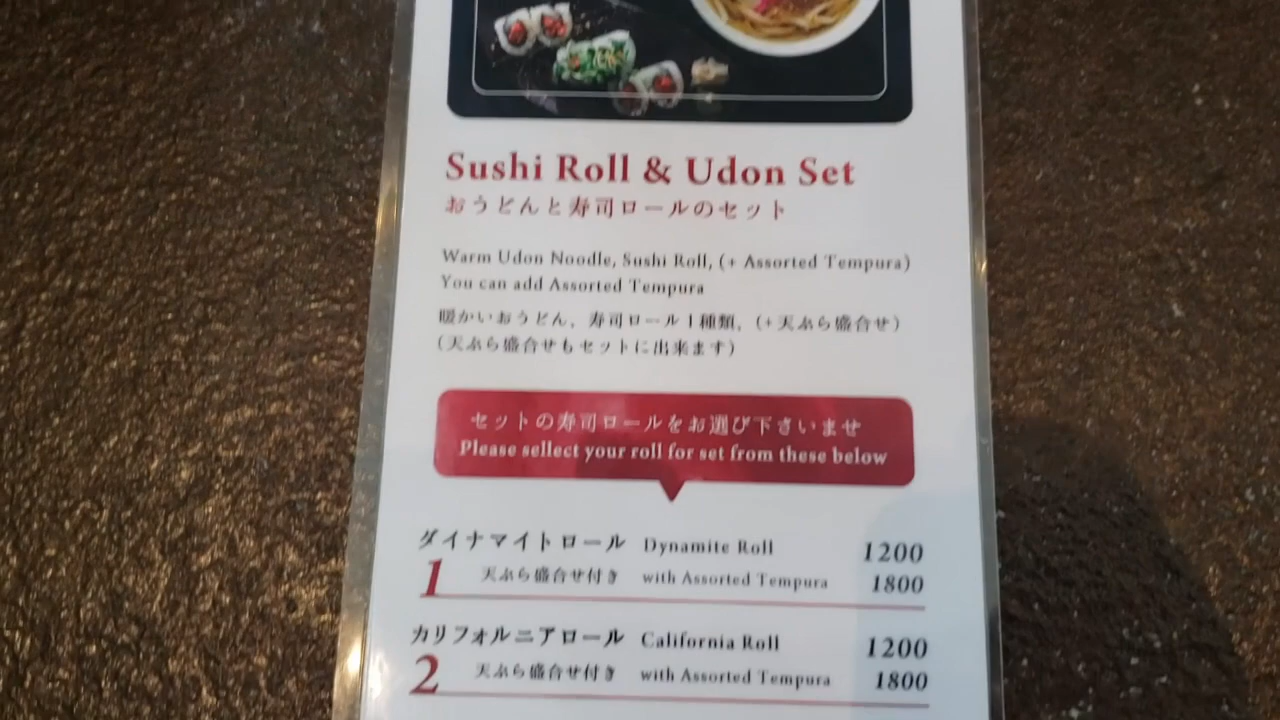 Sushi Roll & Udon Set
おうどんと寿司ロールのセット
Warm Udon Noodle, Sushi Roll, (+ Assorted Tempura)
You can add Assorted Tempura
暖かいおうどん、寿司ロール1種類、(+天ぷら盛合せ)
(天ぷら盛合せもセットに出来ます)
セットの寿司ロールをお選び下さいませ
Please sellect your roll for set from these below
ダイナマイトロール Dynamite Roll 1200
1 天ぷら盛合せ付き with Assorted Tempura 1800
カリフォルニアロール California Roll 1200
2 天ぷら盛合せ付き with Assorted Tempura 1800